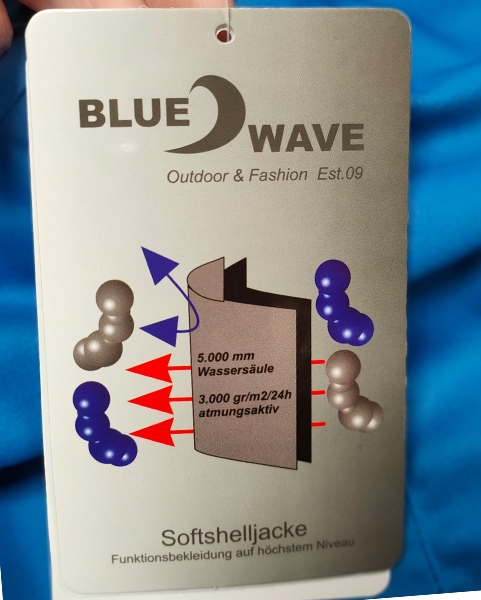 BLUE WAVE
Outdoor & Fashion Est.09
5.000 mm
Wassersäule
3.000 gr/m2/24h
atmungsaktiv
Softshelljacke
Funktionsbekleidung auf höchstem Niveau